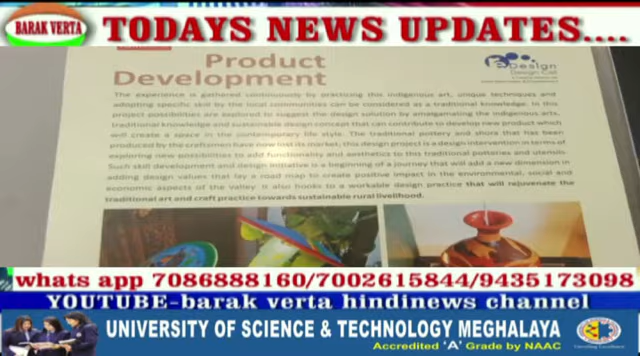 BARAK VERTA
TODAYS NEWS UPDATES....
Product
Development
Design
Design Cell
The experience is gathered continuously by practicing this indigenous art, unique techniques and
adopting specific skill by the local communities can be considered as a traditional knowledge. In this
project possibilities are explored to suggest the design solution by amalgamating the indigenous arts,
traditional knowledge and sustainable design concept that can contribute to develop new product which
will create a space in the contemporary life style. The traditional pottery and shora that has been
produced by the craftsmen have now lost its market, this design project is a design intervention in terms of
exploring new possibilities to add functionality and aesthetics to this traditional potteries and utensils.
Such skill development and design initiative is a beginning of a journey that will add a new dimension in
adding design values that lay a road map to create positive impact in the environmental, social and
economic aspects of the valley. It also hooks to a workable design practice that will rejuvenate the
traditional art and craft practice towards sustainable rural livelihood.
whats app 7086888160/7002615844/9435173098
YOUTUBE-barak verta hindinews channel
UNIVERSITY OF SCIENCE & TECHNOLOGY MEGHALAYA
Accredited 'A' Grade by NAAC